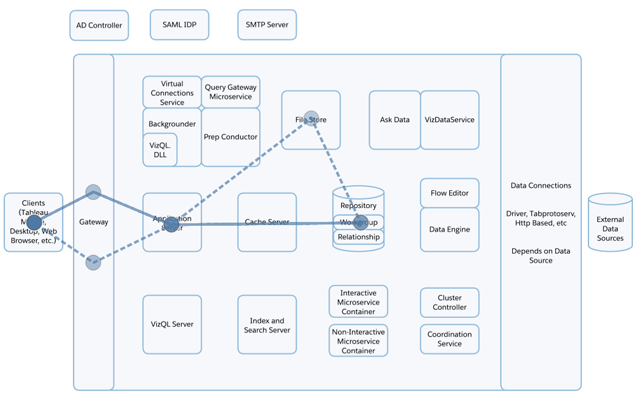 AD Controller
SAML IDP
SMTP Server
Virtual
Connections
Service
Query Gateway
Microservice
Backgrounder
VizQL
DLL
Prep Conductor
File Store
Ask Data
VizDataService
Clients
(Tableau
Desktop, Web
Browser, etc.)
Gateway
Application
Cache Server
Repository
Workgroup
Relationship
Flow Editor
Data Engine
Data Connections
Driver, Tabprotoserv,
Http Based, etc
Depends on Data
Source
External
Data
Sources
VizQL Server
Index and
Search Server
Interactive
Microservice
Container
Non-Interactive
Microservice
Container
Cluster
Controller
Coordination
Service